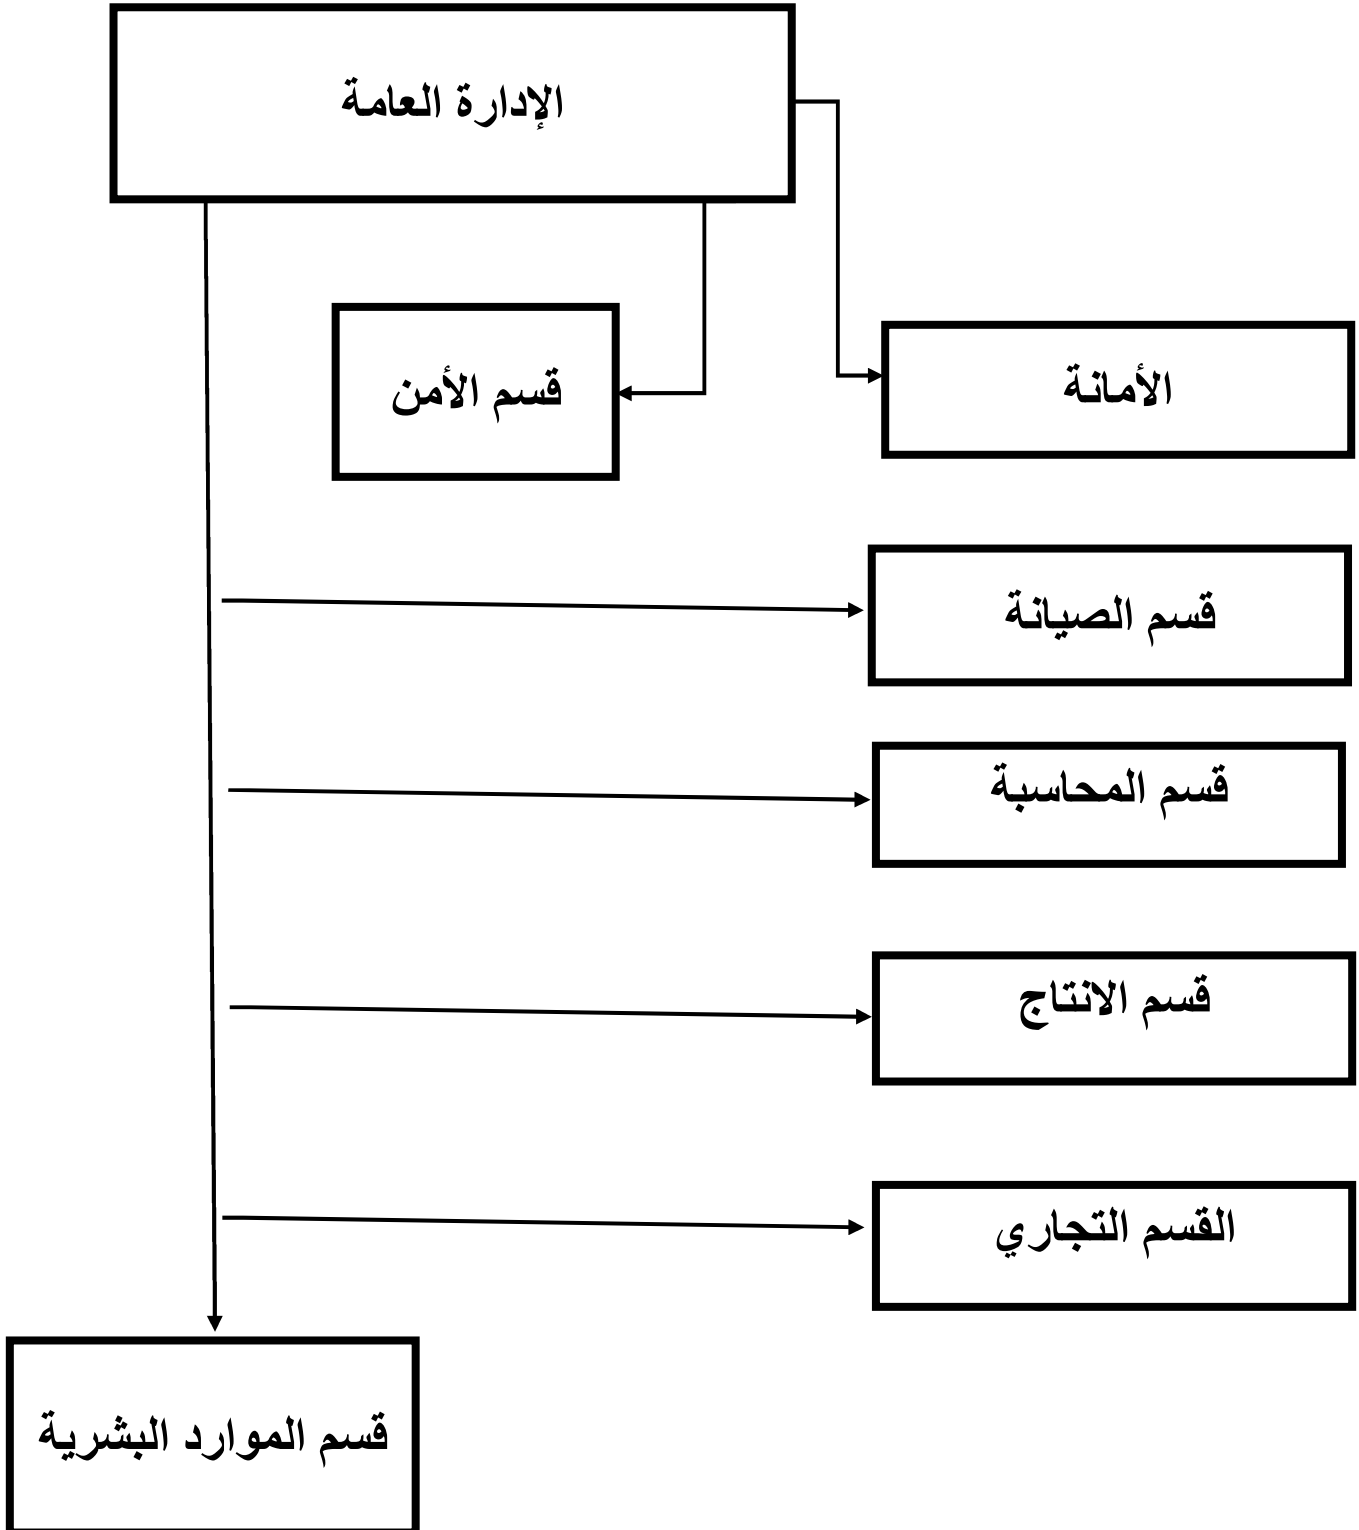 الإدارة العامة
قسم الأمن
الأمانة
قسم الصيانة
قسم المحاسبة
قسم الانتاج
القسم التجاري
قسم الموارد البشرية